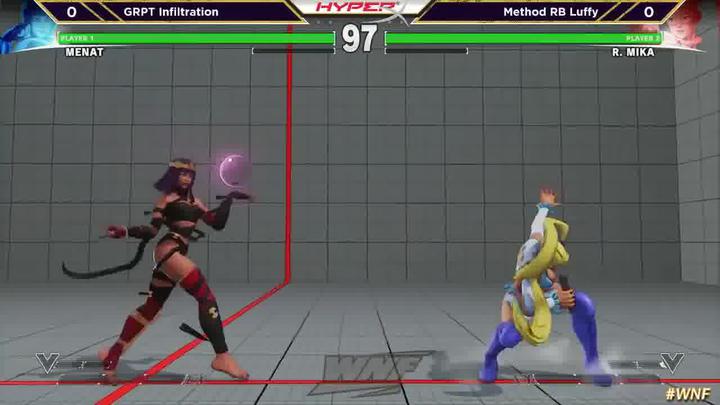 0 GRPT Infiltration HYPER Method RB Luffy 0
PLAYER 1 97 PLAYER 2
MENAT R. MIKA
WNF
#WNF